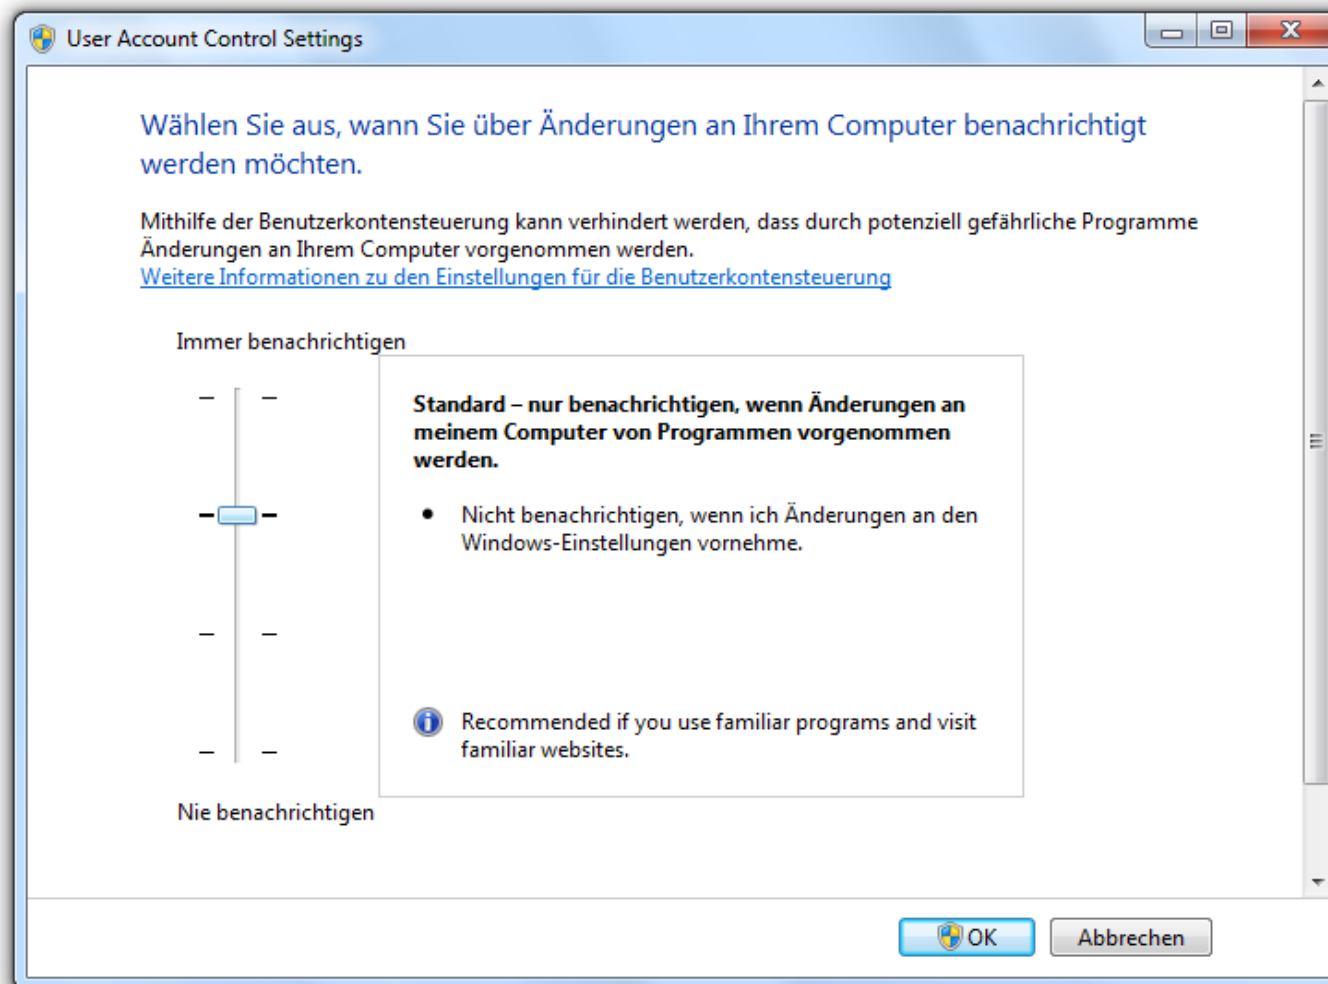 User Account Control Settings
Wählen Sie aus, wann Sie über Änderungen an Ihrem Computer benachrichtigt
werden möchten.
Mithilfe der Benutzerkontensteuerung kann verhindert werden, dass durch potenziell gefährliche Programme
Änderungen an Ihrem Computer vorgenommen werden.
Weitere Informationen zu den Einstellungen für die Benutzerkontensteuerung
Immer benachrichtigen
Standard – nur benachrichtigen, wenn Änderungen an
meinem Computer von Programmen vorgenommen
werden.
• Nicht benachrichtigen, wenn ich Änderungen an den
Windows-Einstellungen vornehme.
Recommended if you use familiar programs and visit
familiar websites.
Nie benachrichtigen
OK
Abbrechen